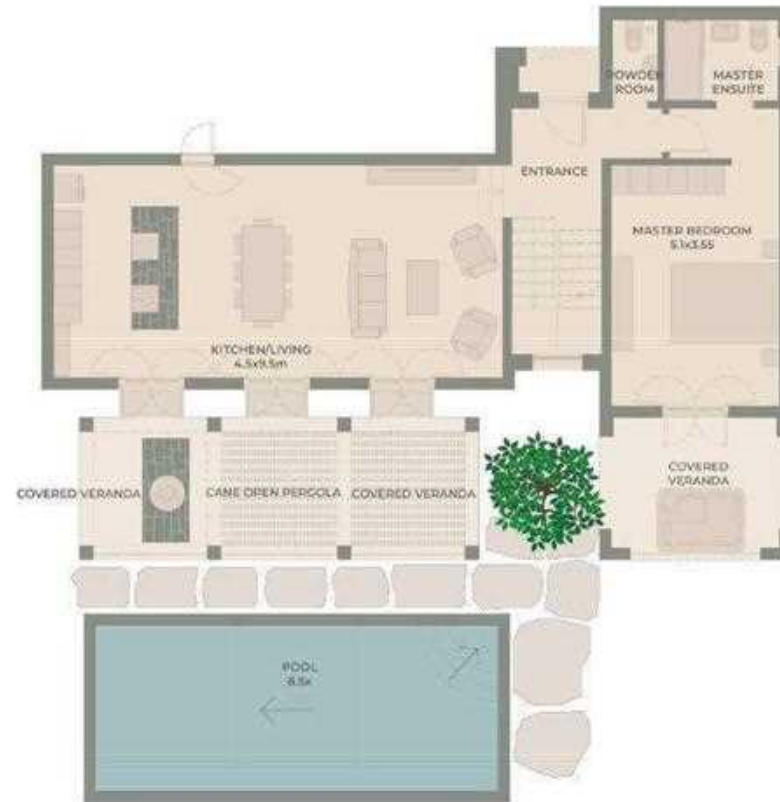 POWDER
ROOM
MASTER
ENSUITE
ENTRANCE
MASTER BEDROOM
5.1x3.55
KITCHEN/LIVING
4.5x9.5m
COVERED VERANDA
CANE OPEN PERGOLA
COVERED VERANDA
COVERED
VERANDA
POOL